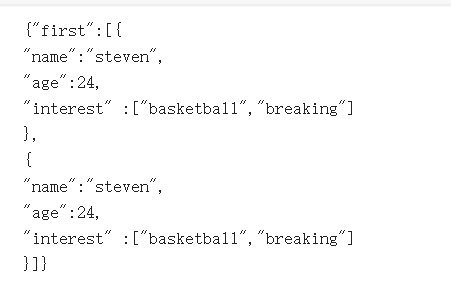 {"first":[{
"name":"steven",
"age":24,
"interest" :["basketball","breaking"]
},
{
"name":"steven",
"age":24,
"interest" :["basketball","breaking"]
}]}